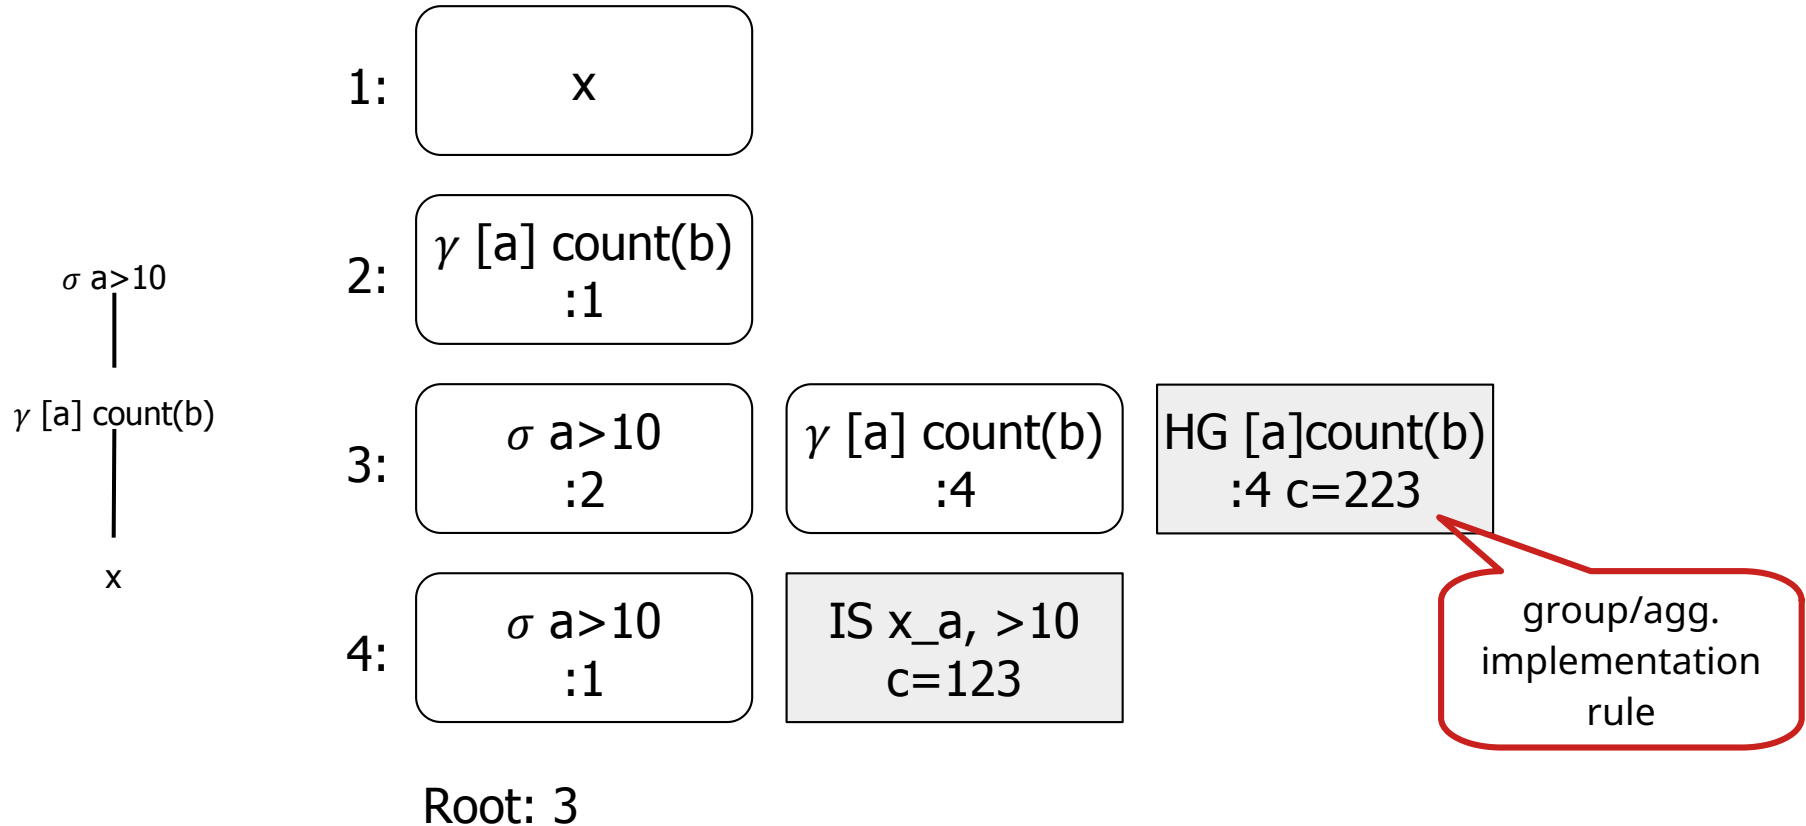 σ a>10
γ [a] count(b)
x
1:
x
2:
γ [a] count(b)
:1
3:
σ a>10
:2
γ [a] count(b)
:4
HG [a]count(b)
:4 c=223
4:
σ a>10
:1
IS x_a, >10
c=123
group/agg.
implementation
rule
Root: 3